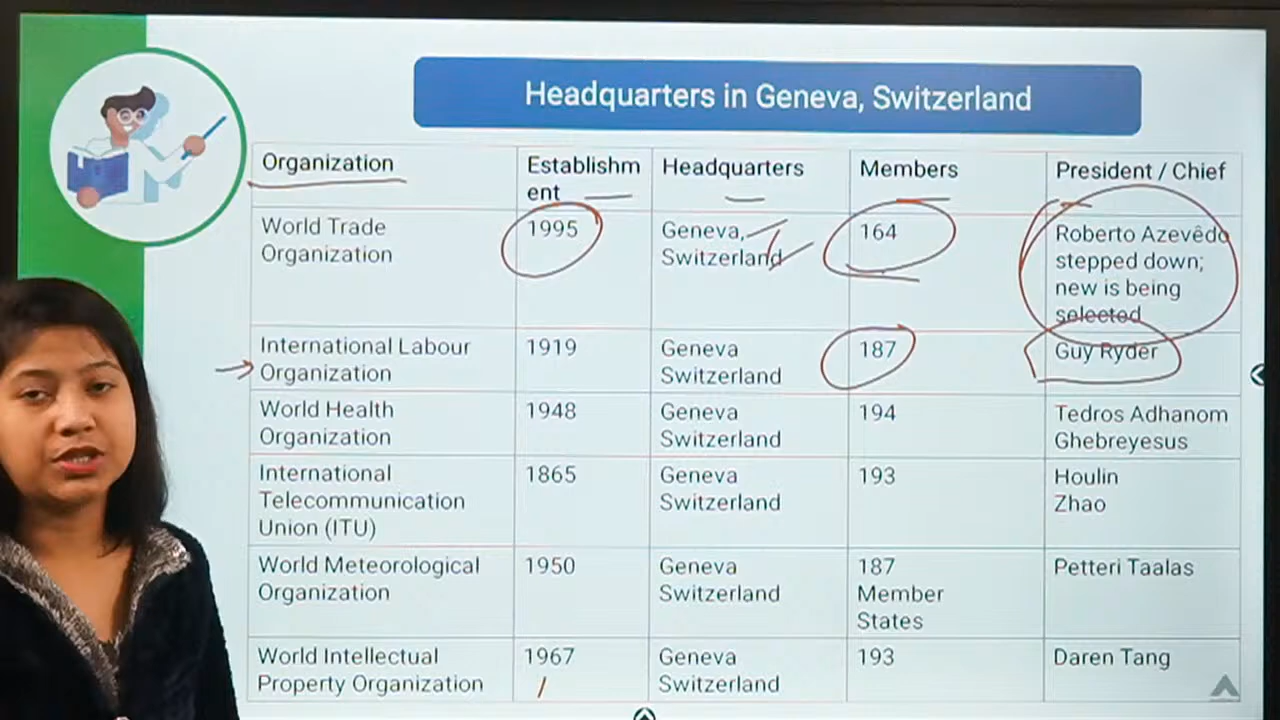 Headquarters in Geneva, Switzerland
Organization
Establishm
ent
Headquarters
Members
President / Chief
World Trade
Organization
1995
Geneva,
Switzerland
164
Roberto Azevêdo
stepped down;
new is being
selected
International Labour
Organization
1919
Geneva
Switzerland
187
Guy Ryder
World Health
Organization
1948
Geneva
Switzerland
194
Tedros Adhanom
Ghebreyesus
International
Telecommunication
Union (ITU)
1865
Geneva
Switzerland
193
Houlin
Zhao
World Meteorological
Organization
1950
Geneva
Switzerland
187
Member
States
Petteri Taalas
World Intellectual
Property Organization
1967
Geneva
Switzerland
193
Daren Tang